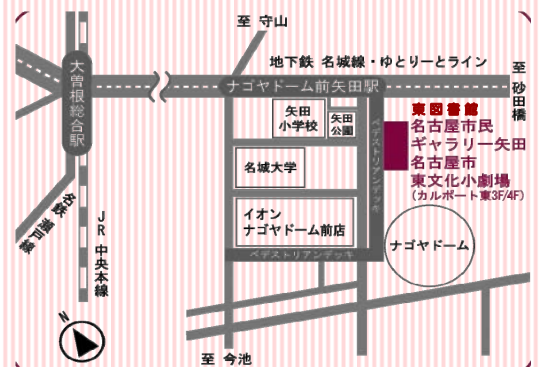 至 守山
地下鉄 名城線・ゆとりーとライン
至 砂田橋
大曽根総合駅
ナゴヤドーム前矢田駅
矢田
小学校
矢田
公園
東図書館
名古屋市民
ギャラリー矢田
名古屋市
東文化小劇場
(カルポート東3F/4F)
ペデストリアンデッキ
名城大学
イオン
ナゴヤドーム前店
ナゴヤドーム
ペデストリアンデッキ
名鉄 瀬戸線
JR 中央本線
N
至 今池